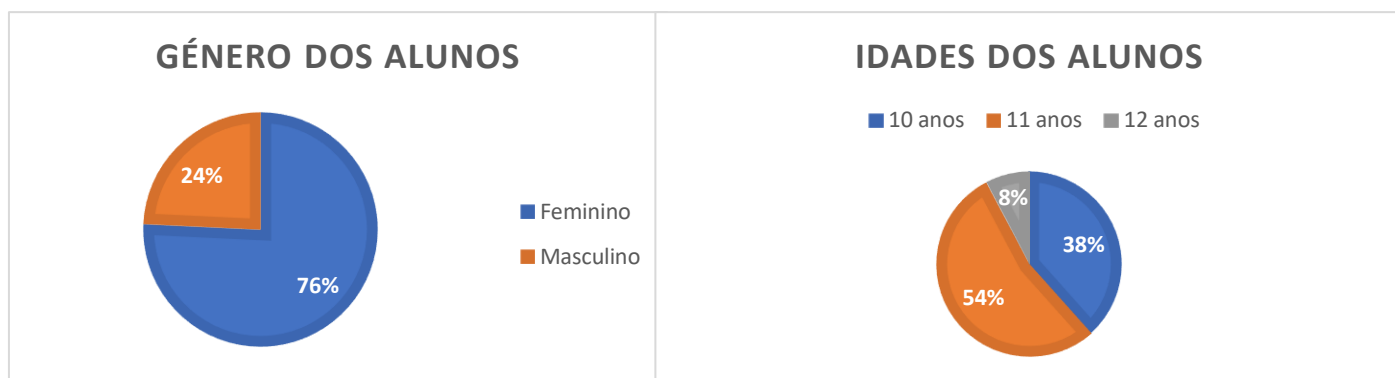 GÉNERO DOS ALUNOS
24%
76%
Feminino
Masculino
IDADES DOS ALUNOS
10 anos 11 anos 12 anos
8%
38%
54%